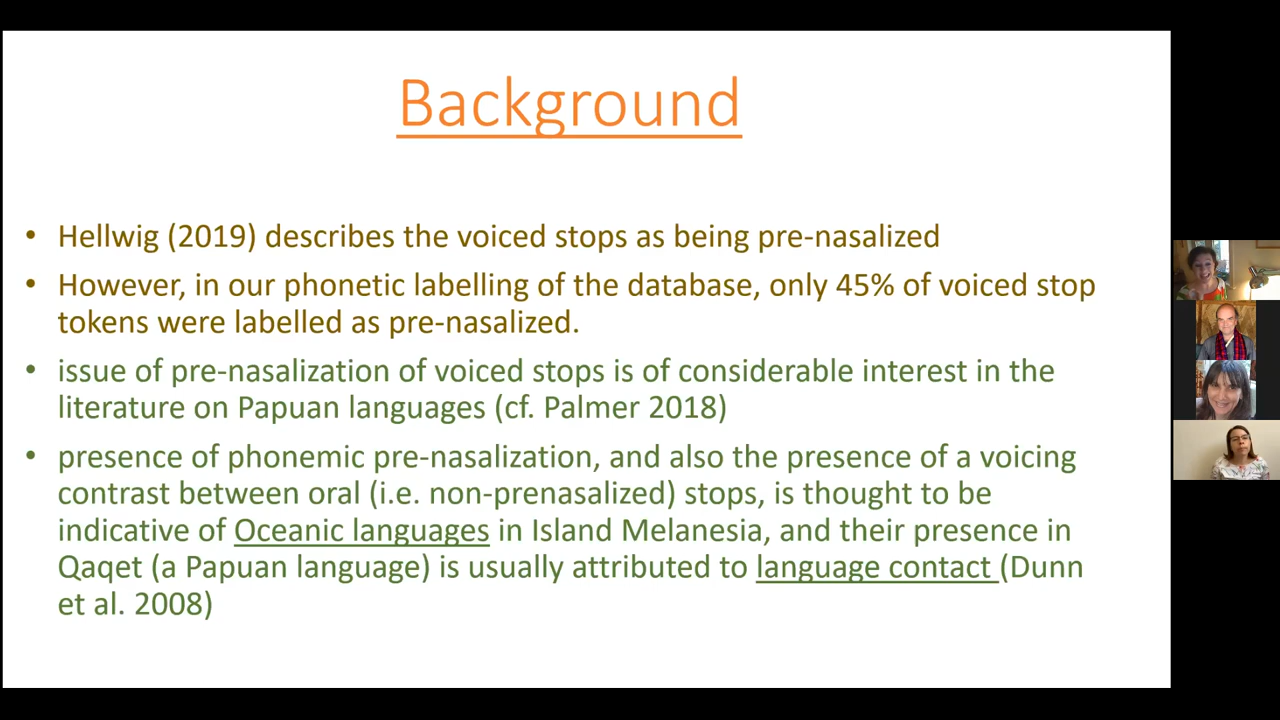 Background
• Hellwig (2019) describes the voiced stops as being pre-nasalized
• However, in our phonetic labelling of the database, only 45% of voiced stop
tokens were labelled as pre-nasalized.
• issue of pre-nasalization of voiced stops is of considerable interest in the
literature on Papuan languages (cf. Palmer 2018)
• presence of phonemic pre-nasalization, and also the presence of a voicing
contrast between oral (i.e. non-prenasalized) stops, is thought to be
indicative of Oceanic languages in Island Melanesia, and their presence in
Qaqet (a Papuan language) is usually attributed to language contact (Dunn
et al. 2008)